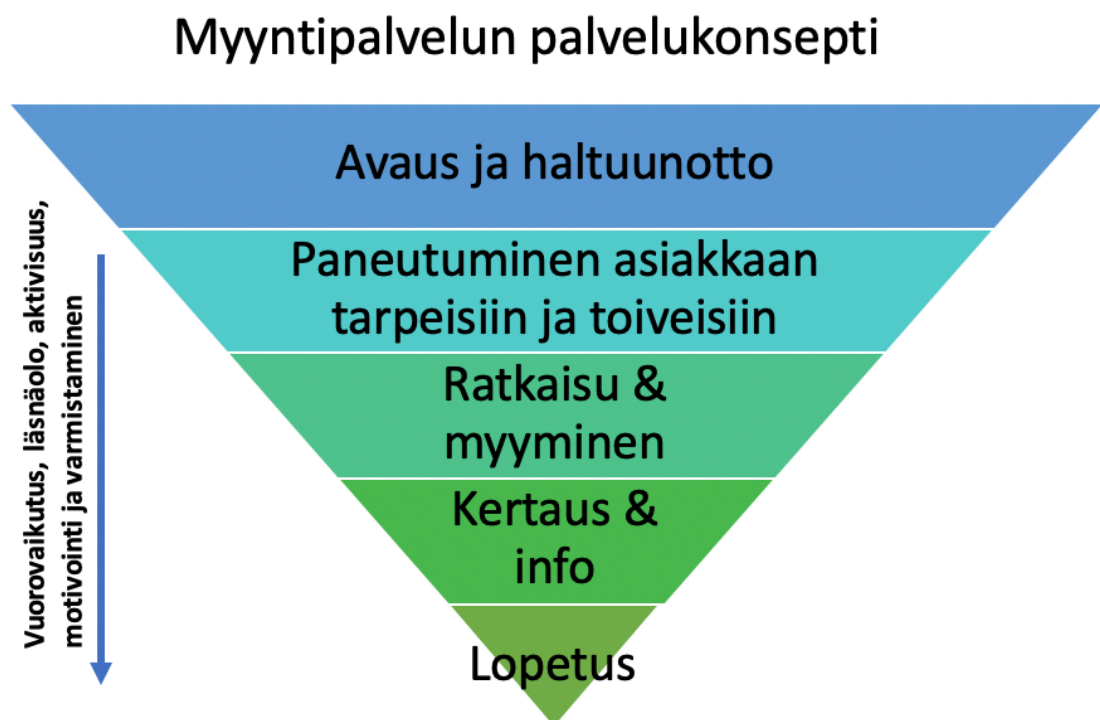 Myyntipalvelun palvelukonsepti
Avaus ja haltuunotto
Paneutuminen asiakkaan
tarpeisiin ja toiveisiin
Ratkaisu &
myyminen
Kertaus &
info
Lopetus
Vuorovaikutus, läsnäolo, aktivisuus,
motivointi ja varmistaminen